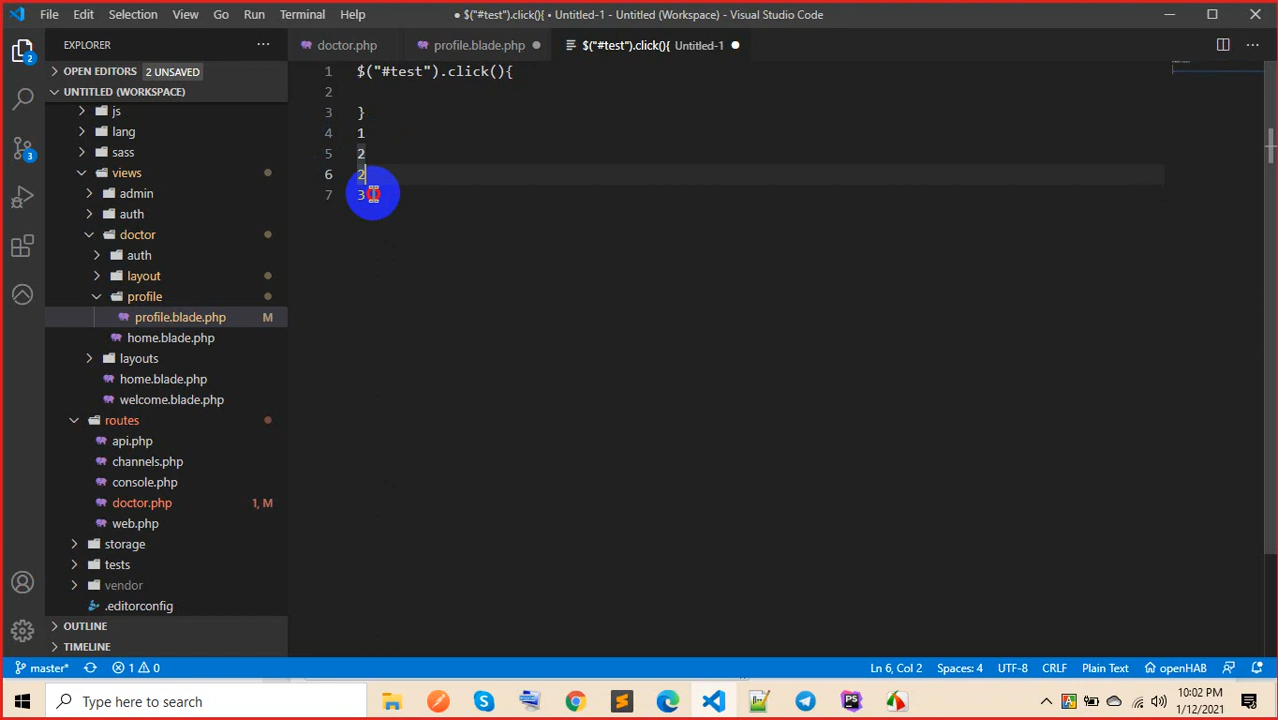 File Edit Selection View Go Run Terminal Help
● $("#test").click(){ • Untitled-1 - Untitled (Workspace) - Visual Studio Code
EXPLORER
doctor.php
profile.blade.php
$("#test").click(){ Untitled-1
OPEN EDITORS 2 UNSAVED
UNTITLED (WORKSPACE)
js
lang
sass
views
admin
auth
doctor
auth
layout
profile
profile.blade.php M
home.blade.php
layouts
home.blade.php
welcome.blade.php
routes
api.php
channels.php
console.php
doctor.php 1, M
web.php
storage
tests
vendor
.editorconfig
OUTLINE
TIMELINE
2
3
1 $("#test").click(){
2
3 }
4 1
5 2
6 2
7 3
master* 1 0
Ln 6, Col 2 Spaces: 4 UTF-8 CRLF Plain Text openHAB
Type here to search
10:02 PM
1/12/2021